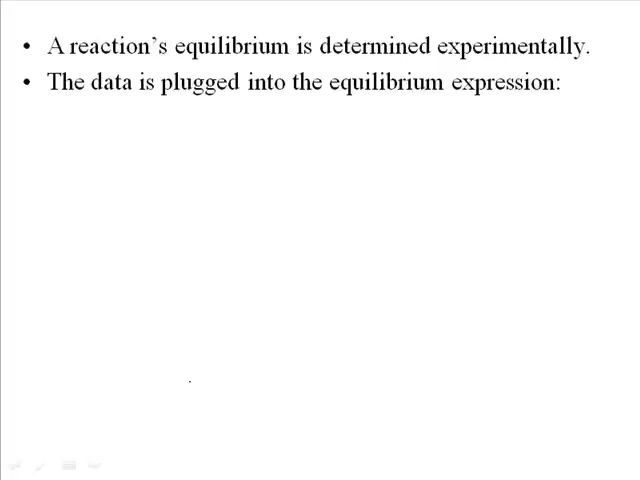 • A reaction's equilibrium is determined experimentally.
• The data is plugged into the equilibrium expression: